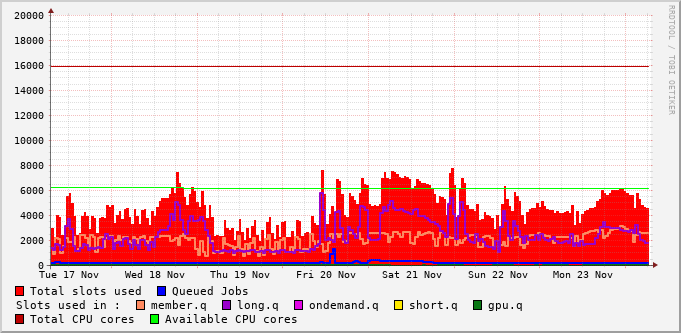 20000
18000
16000
14000
12000
10000
8000
6000
4000
2000
0
Tue 17 Nov Wed 18 Nov Thu 19 Nov Fri 20 Nov Sat 21 Nov Sun 22 Nov Mon 23 Nov
Total slots used Queued Jobs
Slots used in : member.q long.q ondemand.q short.q gpu.q
Total CPU cores Available CPU cores
RRDTOOL / TOBI OETIKER